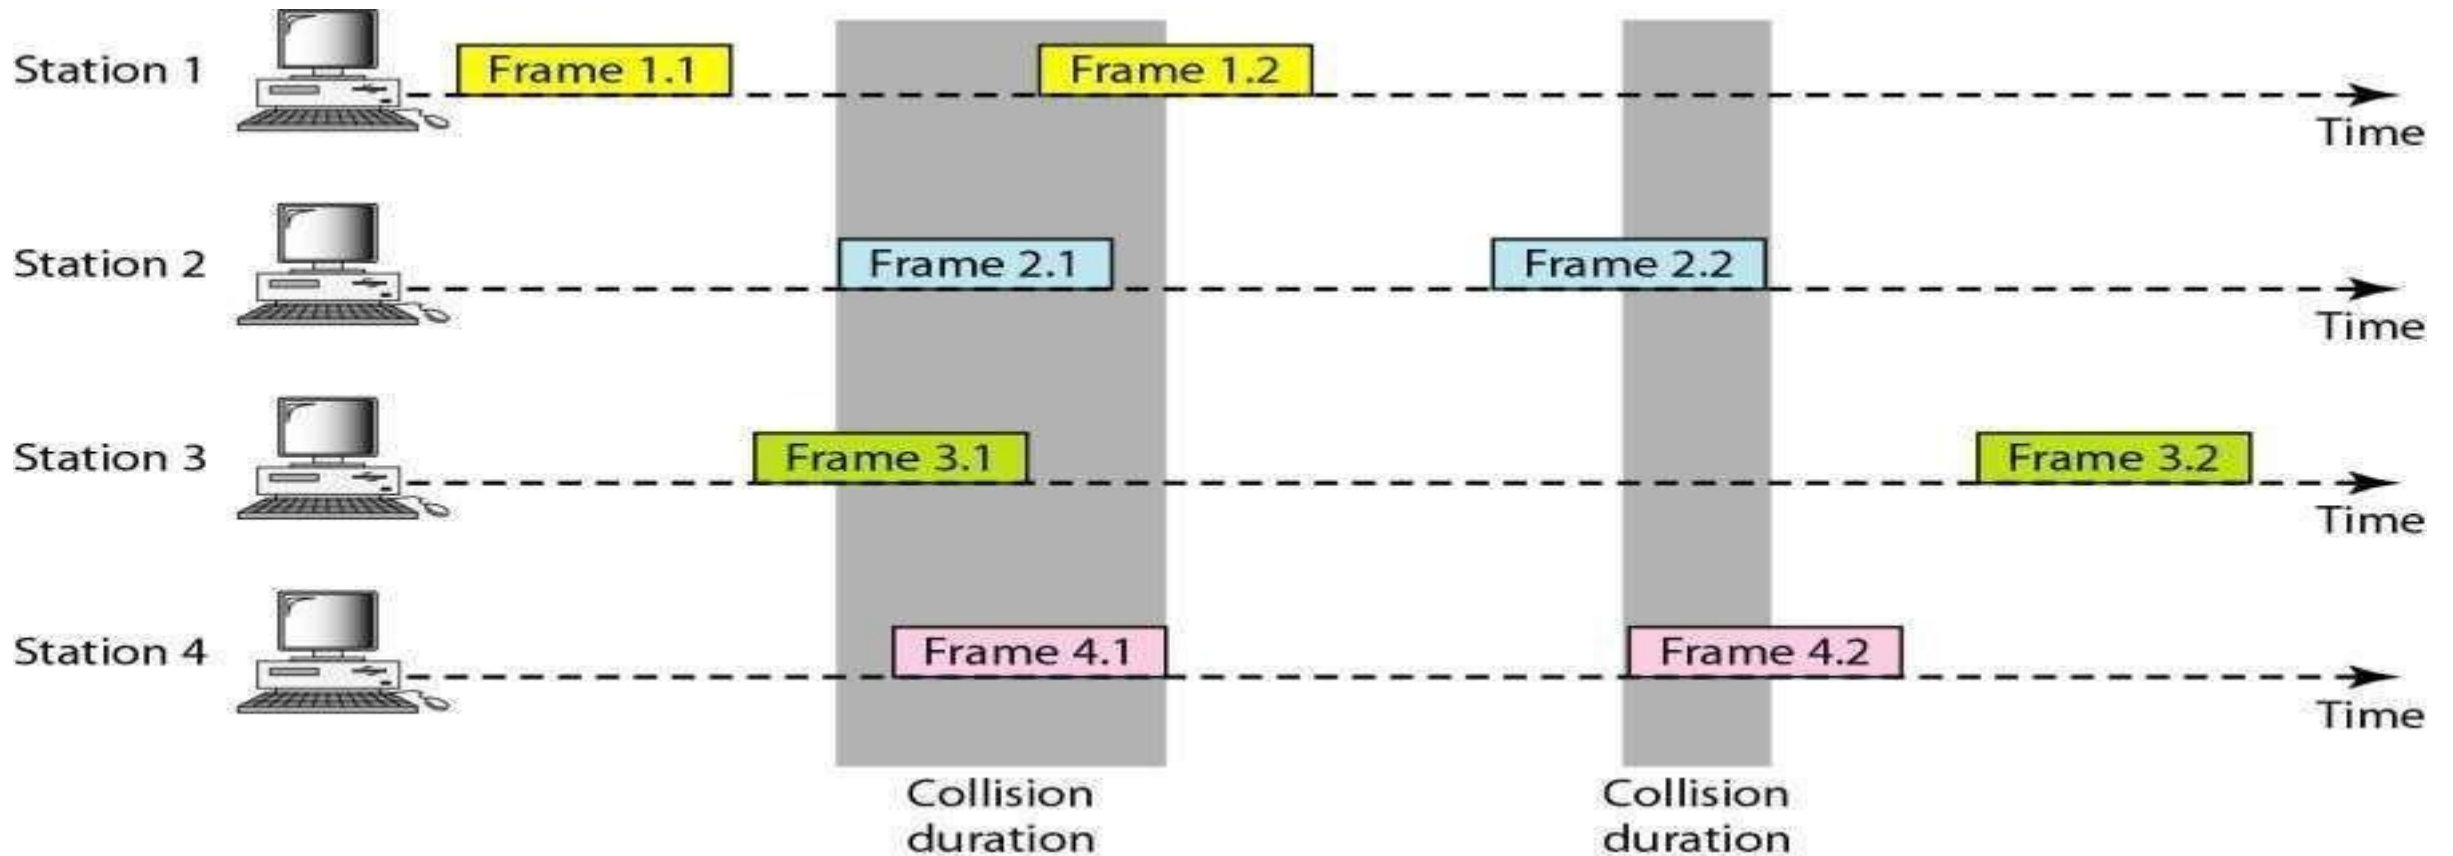 Station 1
Frame 1.1
Frame 1.2
Time
Station 2
Frame 2.1
Frame 2.2
Time
Station 3
Frame 3.1
Frame 3.2
Time
Station 4
Frame 4.1
Frame 4.2
Time
Collision
duration
Collision
duration